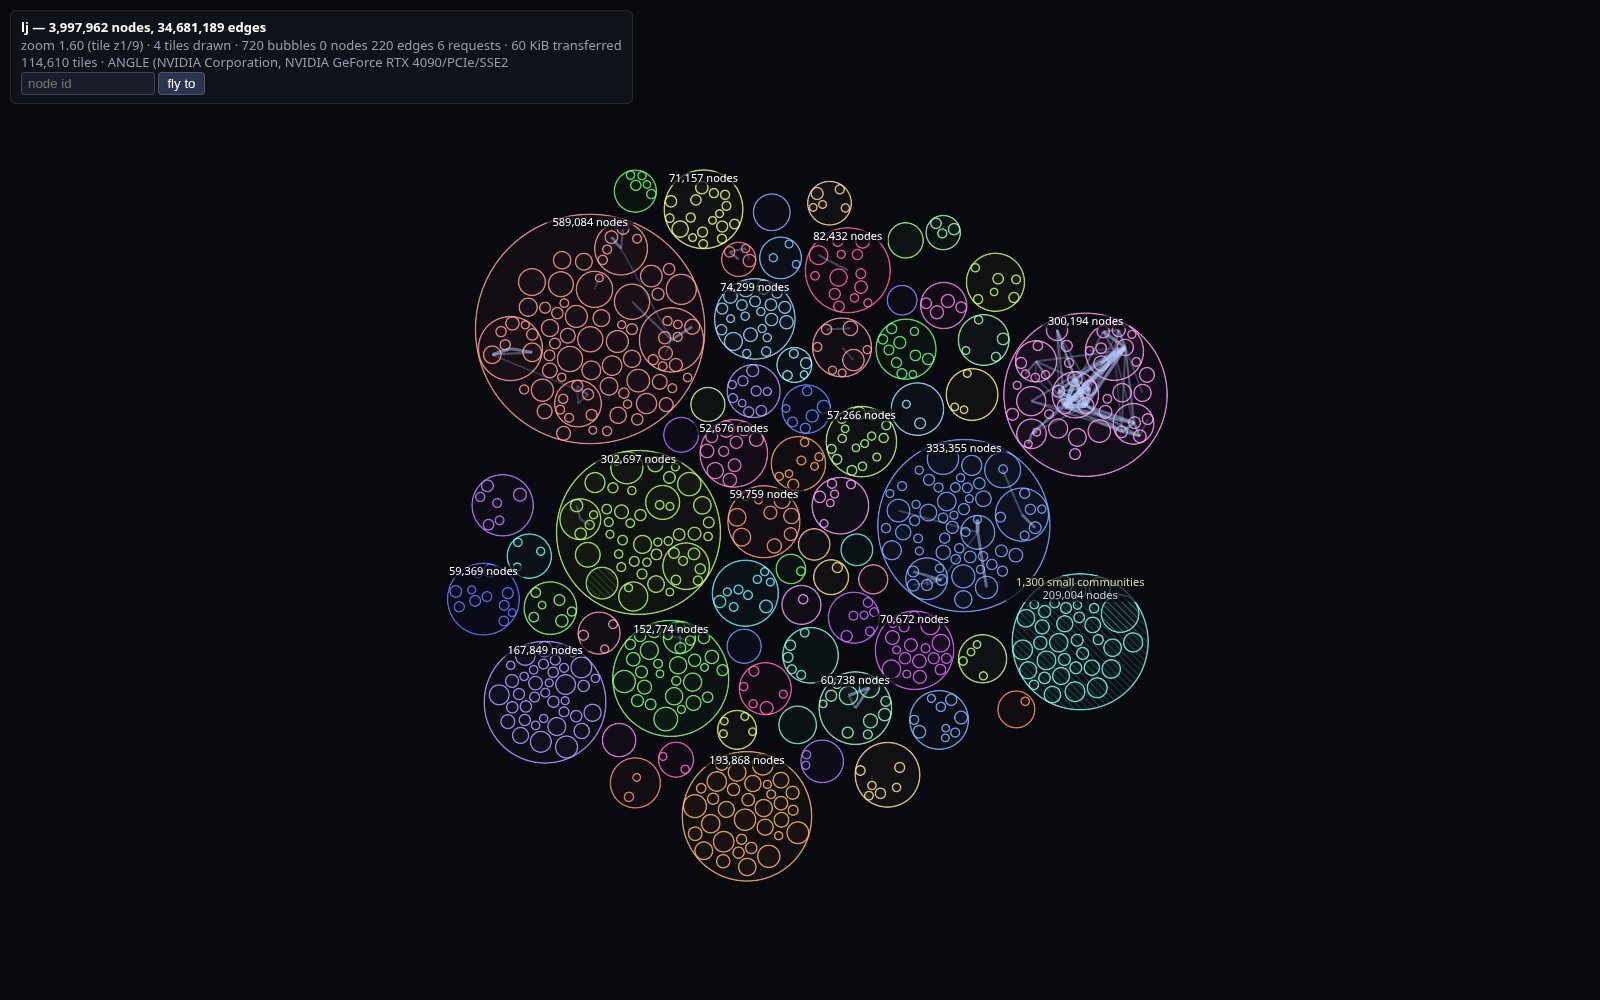 lj — 3,997,962 nodes, 34,681,189 edges
zoom 1.60 (tile z1/9) · 4 tiles drawn · 720 bubbles 0 nodes 220 edges 6 requests · 60 KiB transferred
114,610 tiles · ANGLE (NVIDIA Corporation, NVIDIA GeForce RTX 4090/PCIe/SSE2
node id fly to
71,157 nodes
589,084 nodes
82,432 nodes
74,299 nodes
300,194 nodes
57,266 nodes
52,676 nodes
333,355 nodes
302,697 nodes
59,759 nodes
59,369 nodes
1,300 small communities
209,004 nodes
70,672 nodes
152,774 nodes
167,849 nodes
60,738 nodes
193,868 nodes